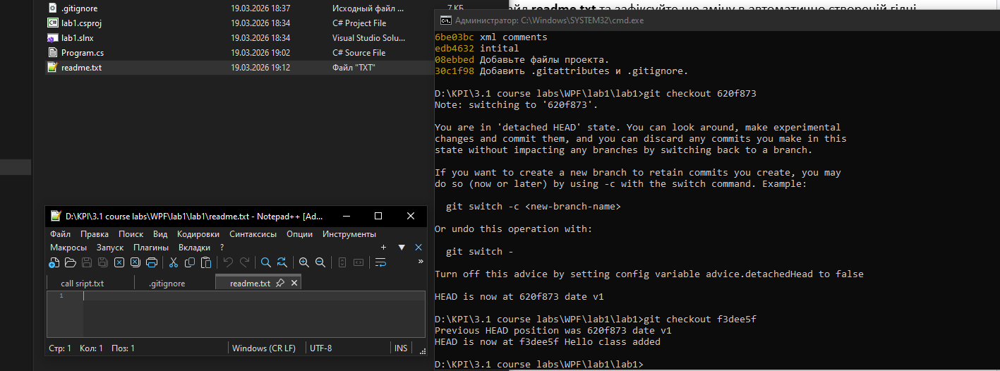 .gitignore 19.03.2026 18:37 Исходный файл ... 7 КБ
lab1.csproj 19.03.2026 18:34 C# Project File
lab1.slnx 19.03.2026 18:34 Visual Studio Solu...
Program.cs 19.03.2026 19:02 C# Source File
readme.txt 19.03.2026 19:12 Файл "TXT"
D:\KPI\3.1 course labs\WPF\lab1\lab1\readme.txt - Notepad++ [Ad...
Файл Правка Поиск Вид Кодировки Синтаксисы Опции Инструменты
Макросы Запуск Плагины Вкладки ? + ▼ X
call sript.txt .gitignore readme.txt
1
Стр: 1 Кол: 1 Поз: 1 Windows (CR LF) UTF-8 INS
readme.txt та зафіксуйте цю зміну в автоматично створеній гілці
Администратор: C:\Windows\SYSTEM32\cmd.exe
6be03bc xml comments
edb4632 intital
08ebbed Добавьте файлы проекта.
30c1f98 Добавить .gitattributes и .gitignore.
D:\KPI\3.1 course labs\WPF\lab1\lab1>git checkout 620f873
Note: switching to '620f873'.
You are in 'detached HEAD' state. You can look around, make experimental
changes and commit them, and you can discard any commits you make in this
state without impacting any branches by switching back to a branch.
If you want to create a new branch to retain commits you create, you may
do so (now or later) by using -c with the switch command. Example:
git switch -c <new-branch-name>
Or undo this operation with:
git switch -
Turn off this advice by setting config variable advice.detachedHead to false
HEAD is now at 620f873 date v1
D:\KPI\3.1 course labs\WPF\lab1\lab1>git checkout f3dee5f
Previous HEAD position was 620f873 date v1
HEAD is now at f3dee5f Hello class added
D:\KPI\3.1 course labs\WPF\lab1\lab1>